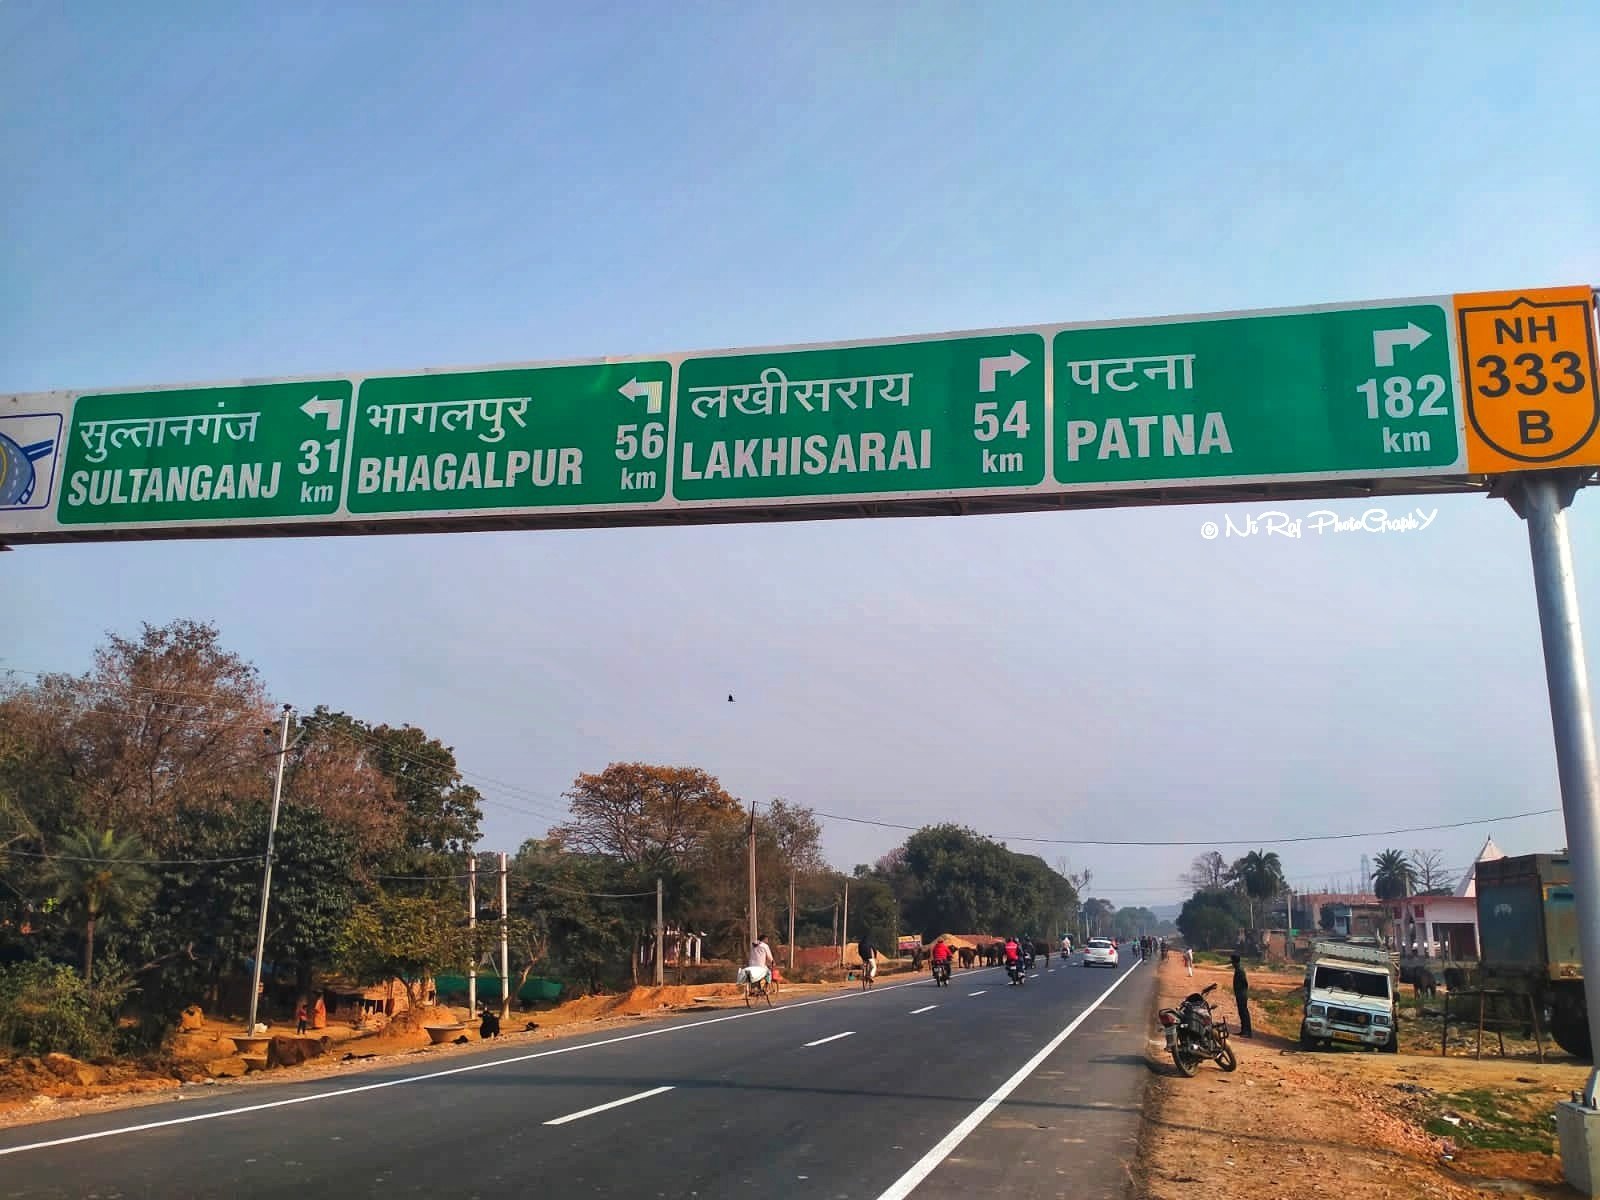 सुल्तानगंज
SULTANGANJ
31
km
भागलपुर
BHAGALPUR
56
km
लखीसराय
LAKHISARAI
54
km
पटना
PATNA
182
km
NH
333
B
© Ni Raj PhotoGraphY